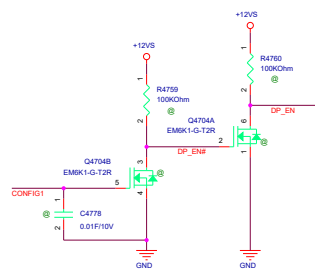 +12VS
+12VS
1
R4760
100KOhm
@
2
1
R4759
100KOhm
@
2
DP_EN
Q4704A
EM6K1-G-T2R
6
2
@
1
DP_EN#
Q4704B
EM6K1-G-T2R
3
5
@
4
CONFIG1
1
@
C4778
0.01F/10V
2
GND
GND